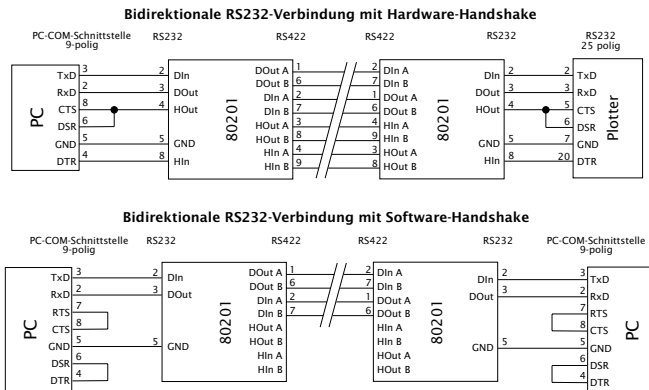 Bidirektionale RS232-Verbindung mit Hardware-Handshake
PC-COM-Schnittstelle
9-polig
RS232
RS422
RS422
RS232
RS232
25 polig
PC
TxD 3
RxD 2
CTS 8
DSR 6
GND 5
DTR 4
2 DIn
3 DOut
4 HOut
5 GND
8 HIn
80201
DOut A 1
DOut B 6
DIn A 2
DIn B 7
HOut A 3
HOut B 8
HIn A 4
HIn B 9
2 DIn A
7 DIn B
1 DOut A
6 DOut B
4 HIn A
9 HIn B
3 HOut A
8 HOut B
80201
DIn 2
DOut 3
HOut 4
GND 5
HIn 8
2 TxD
3 RxD
5 CTS
6 DSR
7 GND
20 DTR
Plotter
Bidirektionale RS232-Verbindung mit Software-Handshake
PC-COM-Schnittstelle
9-polig
RS232
RS422
RS422
RS232
PC-COM-Schnittstelle
9-polig
PC
TxD 3
RxD 2
RTS 7
CTS 8
GND 5
DSR 6
DTR 4
2 DIn
3 DOut
5 GND
80201
DOut A 1
DOut B 6
DIn A 2
DIn B 7
HOut A
HOut B
HIn A
HIn B
2 DIn A
7 DIn B
1 DOut A
6 DOut B
HIn A
HIn B
HOut A
HOut B
80201
DIn 2
DOut 3
GND 5
3 TxD
2 RxD
7 RTS
8 CTS
5 GND
6 DSR
4 DTR
PC